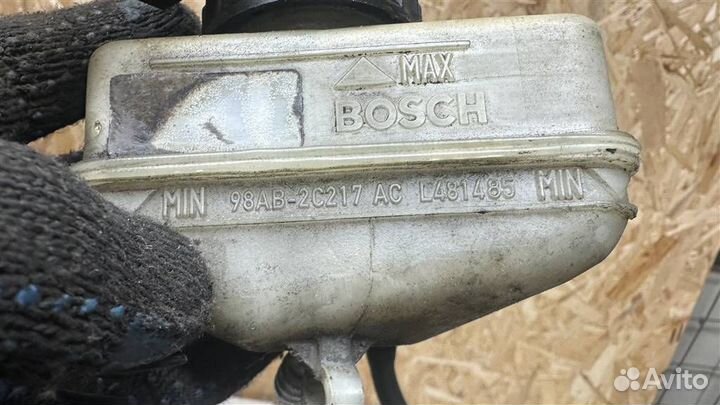 MAX
BOSCH
MIN 98AB-2C217 AC L481485 MIN
Avito